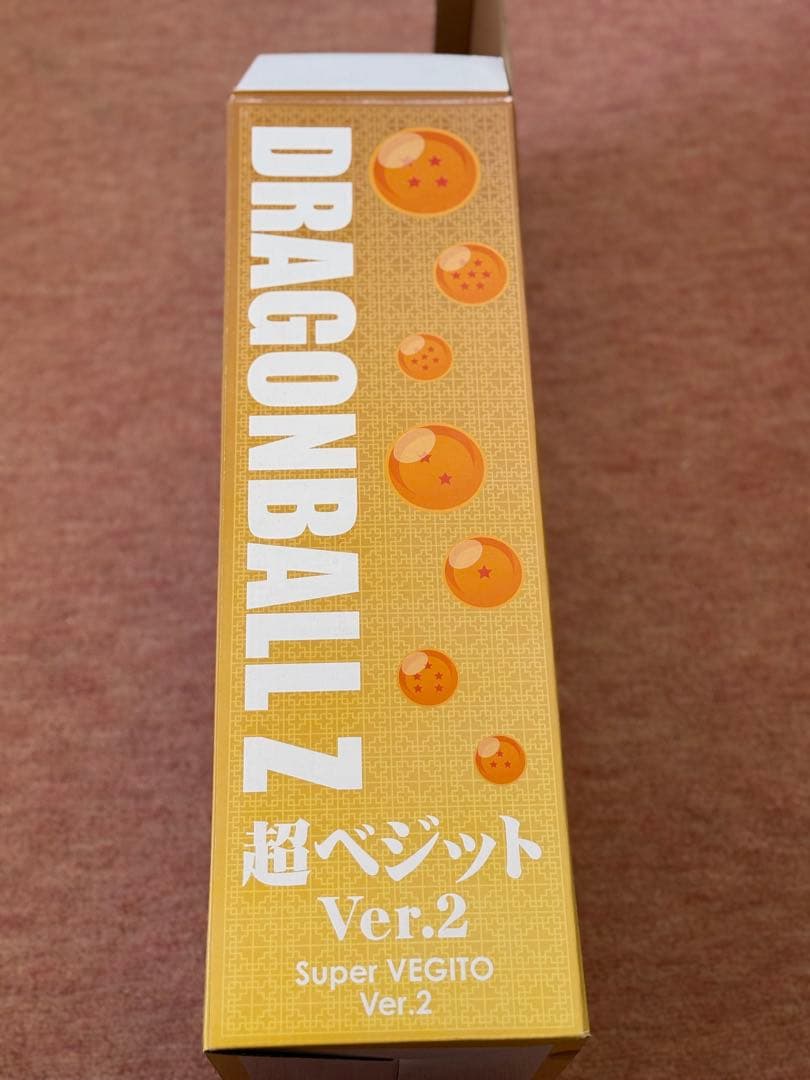 DRAGONBALL Z
超ベジット
Ver.2
Super VEGITO
Ver.2